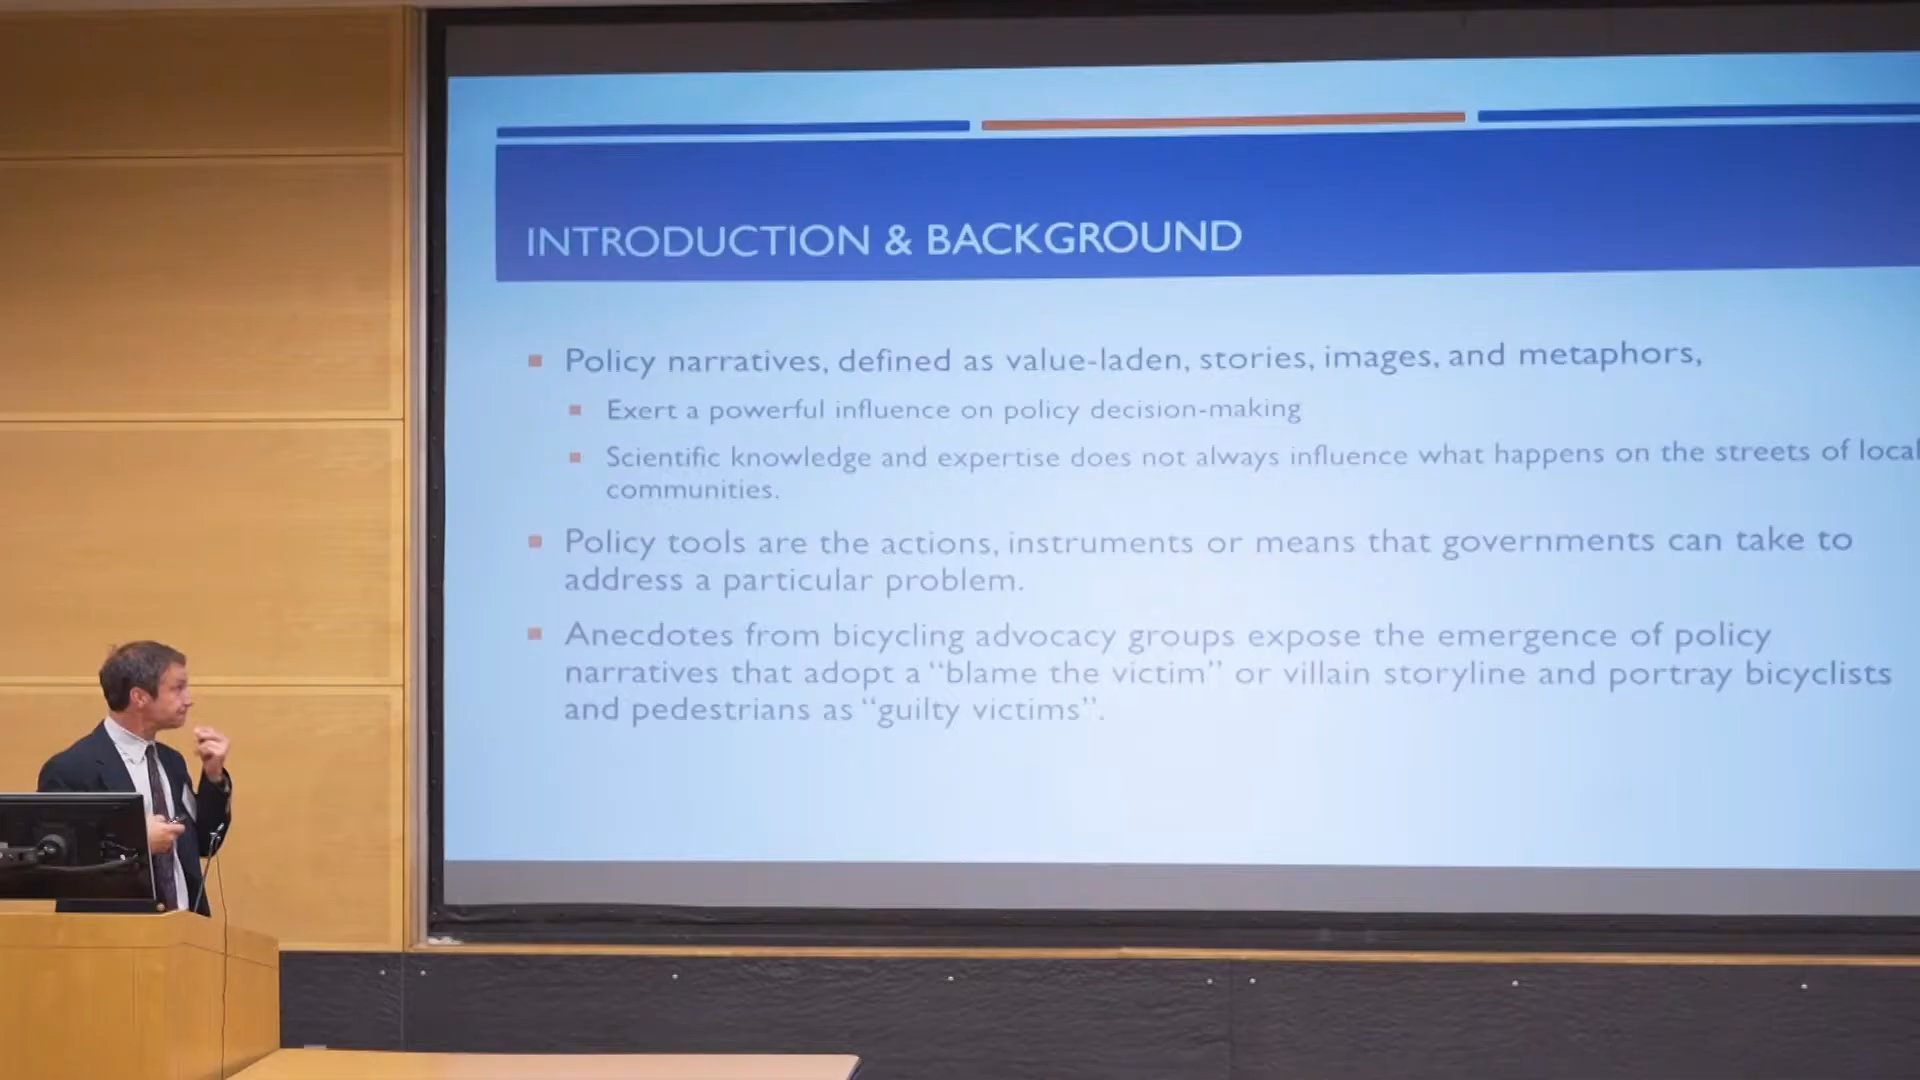 INTRODUCTION & BACKGROUND
Policy narratives, defined as value-laden, stories, images, and metaphors,
Exert a powerful influence on policy decision-making
Scientific knowledge and expertise does not always influence what happens on the streets of local
communities.
Policy tools are the actions, instruments or means that governments can take to
address a particular problem.
Anecdotes from bicycling advocacy groups expose the emergence of policy
narratives that adopt a “blame the victim” or villain storyline and portray bicyclists
and pedestrians as “guilty victims”.